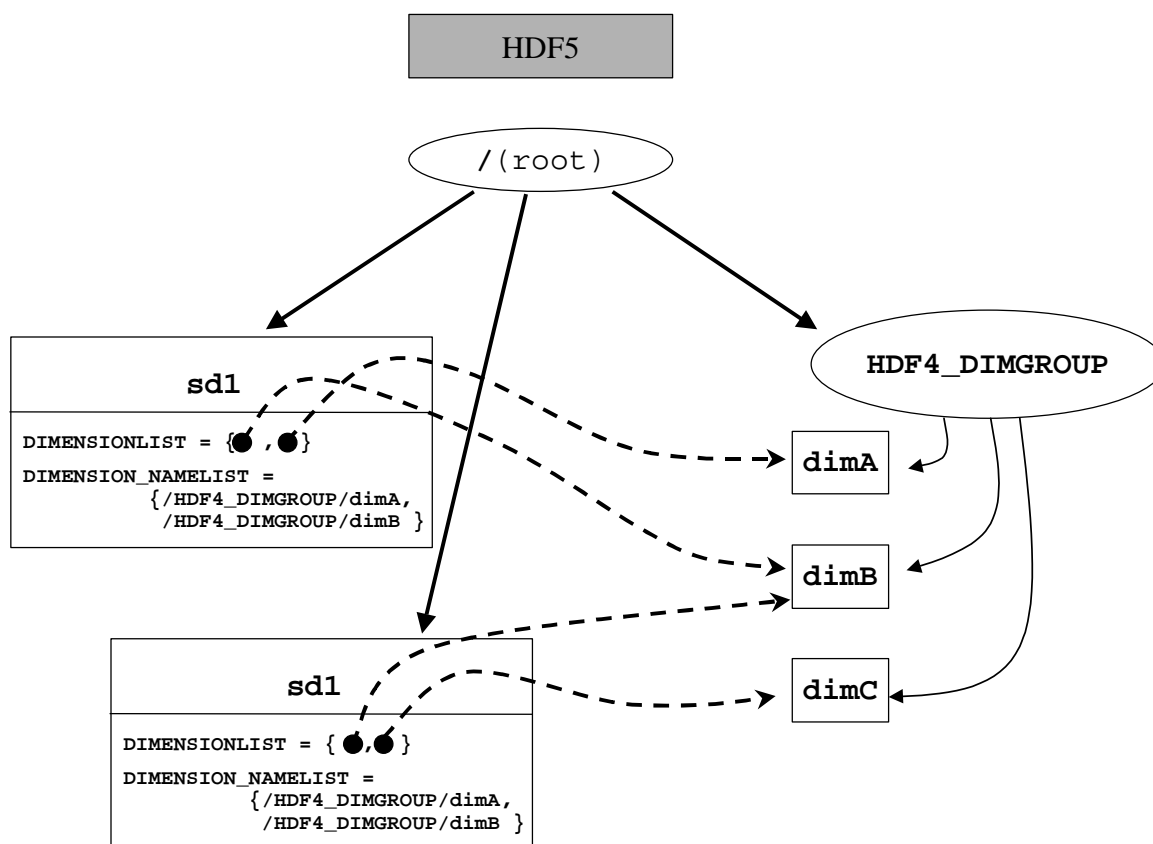 HDF5
/(root)
HDF4_DIMGROUP
sd1
DIMENSIONLIST = { , }
DIMENSION_NAMELIST =
{/HDF4_DIMGROUP/dimA,
/HDF4_DIMGROUP/dimB }
dimA
dimB
dimC
sd1
DIMENSIONLIST = { , }
DIMENSION_NAMELIST =
{/HDF4_DIMGROUP/dimA,
/HDF4_DIMGROUP/dimB }